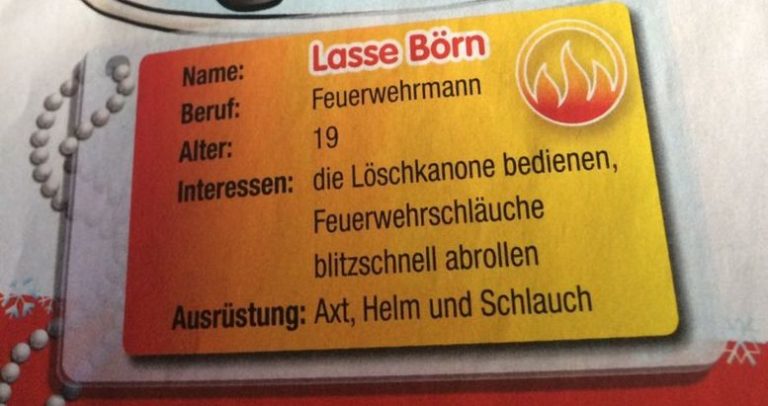 Name: Lasse Börn
Beruf: Feuerwehrmann
Alter: 19
Interessen: die Löschkanone bedienen,
Feuerwehrschläuche
blitzschnell abrollen
Ausrüstung: Axt, Helm und Schlauch